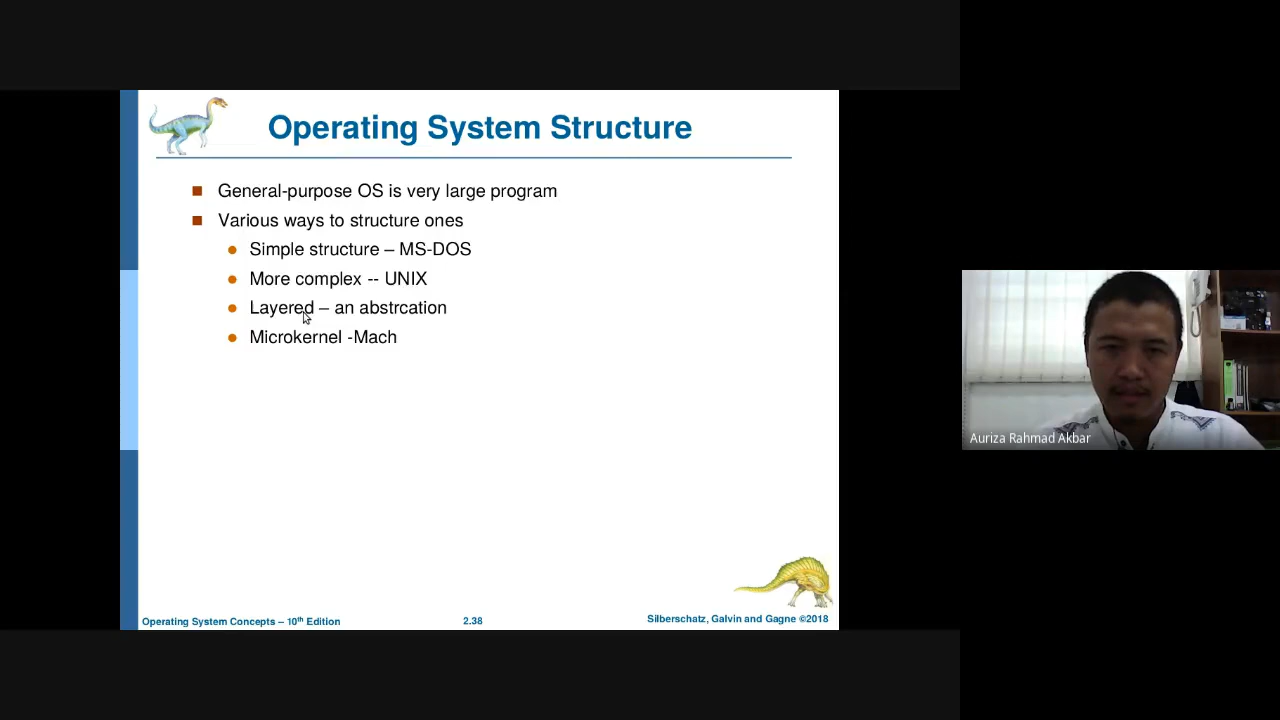 Operating System Structure
General-purpose OS is very large program
Various ways to structure ones
Simple structure – MS-DOS
More complex -- UNIX
Layered – an abstrcation
Microkernel -Mach
Operating System Concepts – 10th Edition
2.38
Silberschatz, Galvin and Gagne ©2018
Auriza Rahmad Akbar